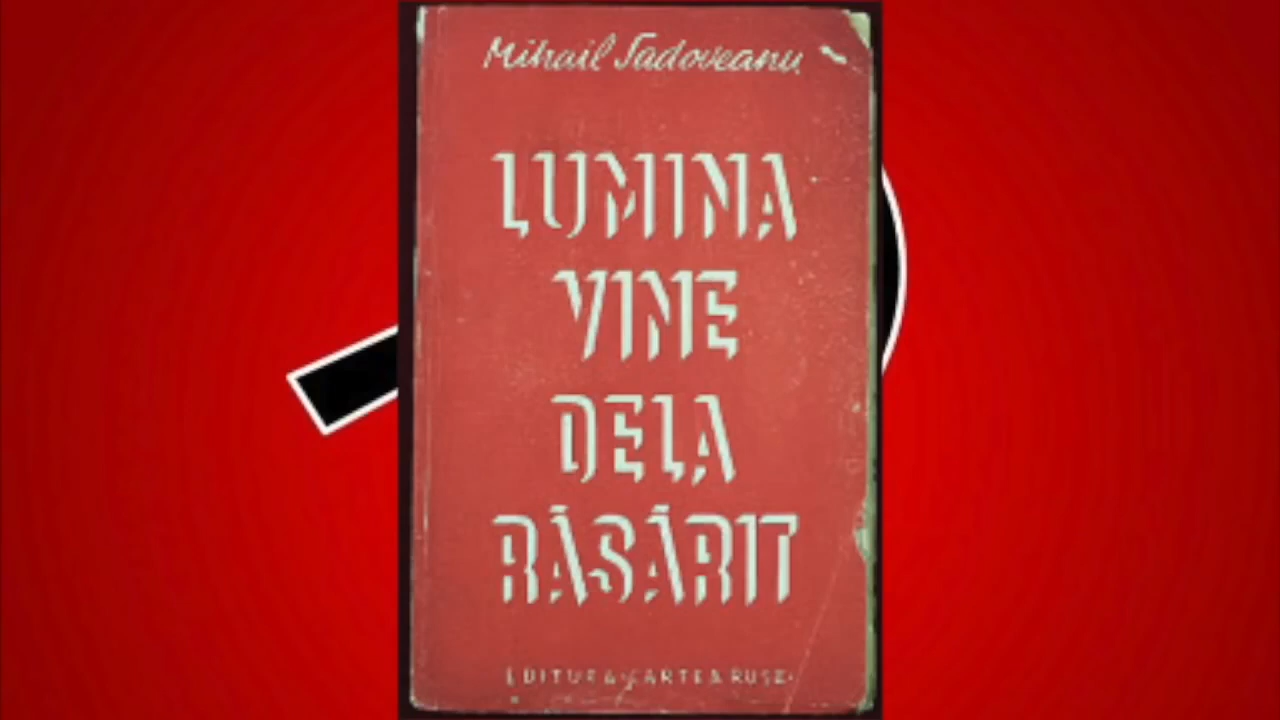 Mihail Sadoveanu
LUMINA
VINE
DELA
RĂSĂRIT
EDITURA "CARTEA RUSĂ"